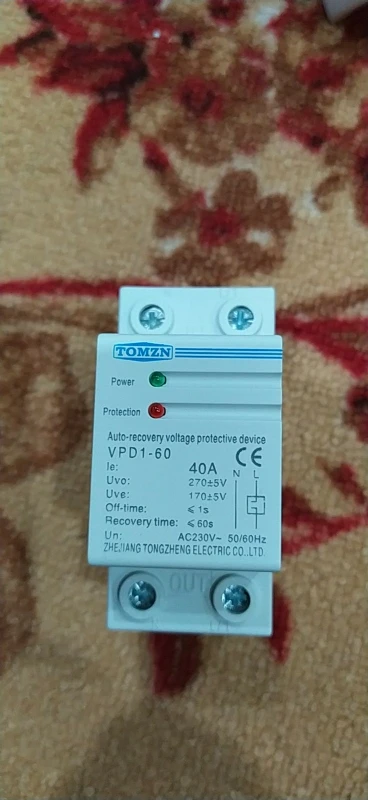 TOMZN
Power
Protection
Auto-recovery voltage protective device
VPD1-60 CE
Ie: 40A N L
Uvo: 270±5V
Uve: 170±5V
Off-time: ≤ 1s
Recovery time: ≤ 60s
Un: AC230V~ 50/60Hz
ZHEJIANG TONGZHENG ELECTRIC CO.,LTD.
OUT